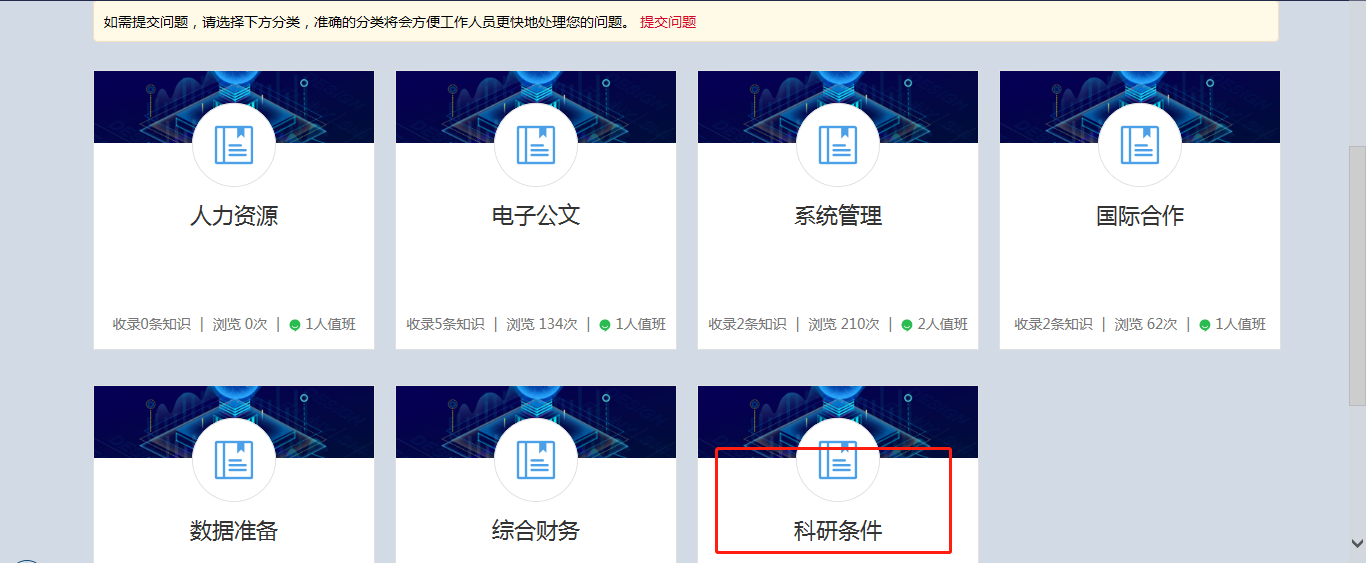 如需提交问题，请选择下方分类，准确的分类将会方便工作人员更快地处理您的问题。 提交问题
人力资源
收录0条知识 | 浏览 0次 | 1人值班
电子公文
收录5条知识 | 浏览 134次 | 1人值班
系统管理
收录2条知识 | 浏览 210次 | 2人值班
国际合作
收录2条知识 | 浏览 62次 | 1人值班
数据准备
综合财务
科研条件